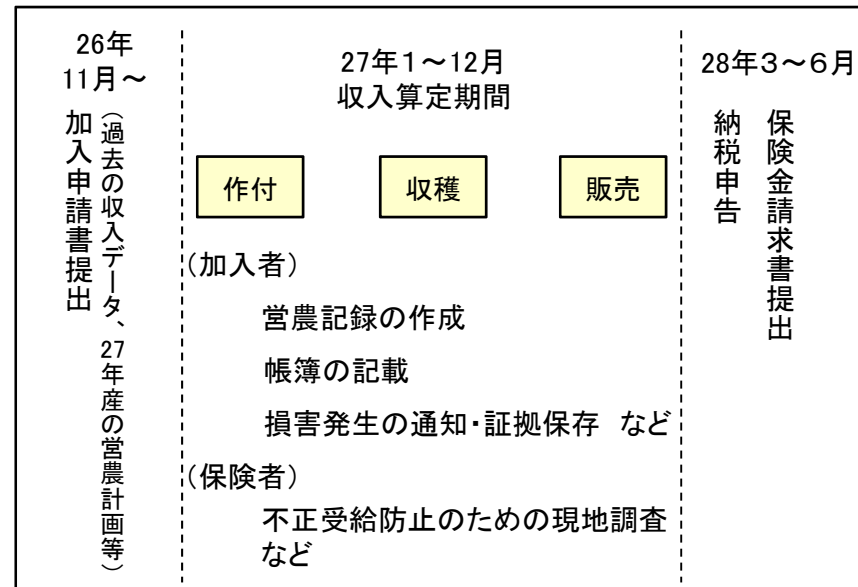 26年
11月～
加入申請書提出
（過去の収入データ、27年産の営農計画等）
27年１～12月
収入算定期間
作付
収穫
販売
（加入者）
営農記録の作成
帳簿の記載
損害発生の通知・証拠保存　など
（保険者）
不正受給防止のための現地調査
など
28年３～６月
納税申告
保険金請求書提出